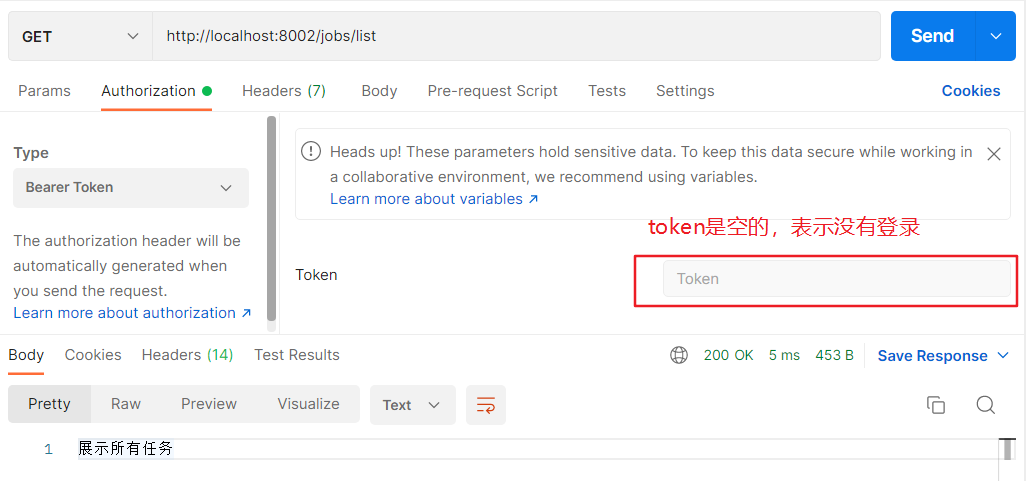 GET
http://localhost:8002/jobs/list
Send
Params
Authorization
Headers (7)
Body
Pre-request Script
Tests
Settings
Cookies
Type
Bearer Token
The authorization header will be
automatically generated when
you send the request.
Learn more about authorization ↗
Heads up! These parameters hold sensitive data. To keep this data secure while working in
a collaborative environment, we recommend using variables.
Learn more about variables ↗
token是空的，表示没有登录
Token
Token
Body
Cookies
Headers (14)
Test Results
200 OK
5 ms
453 B
Save Response
Pretty
Raw
Preview
Visualize
Text
1
展示所有任务